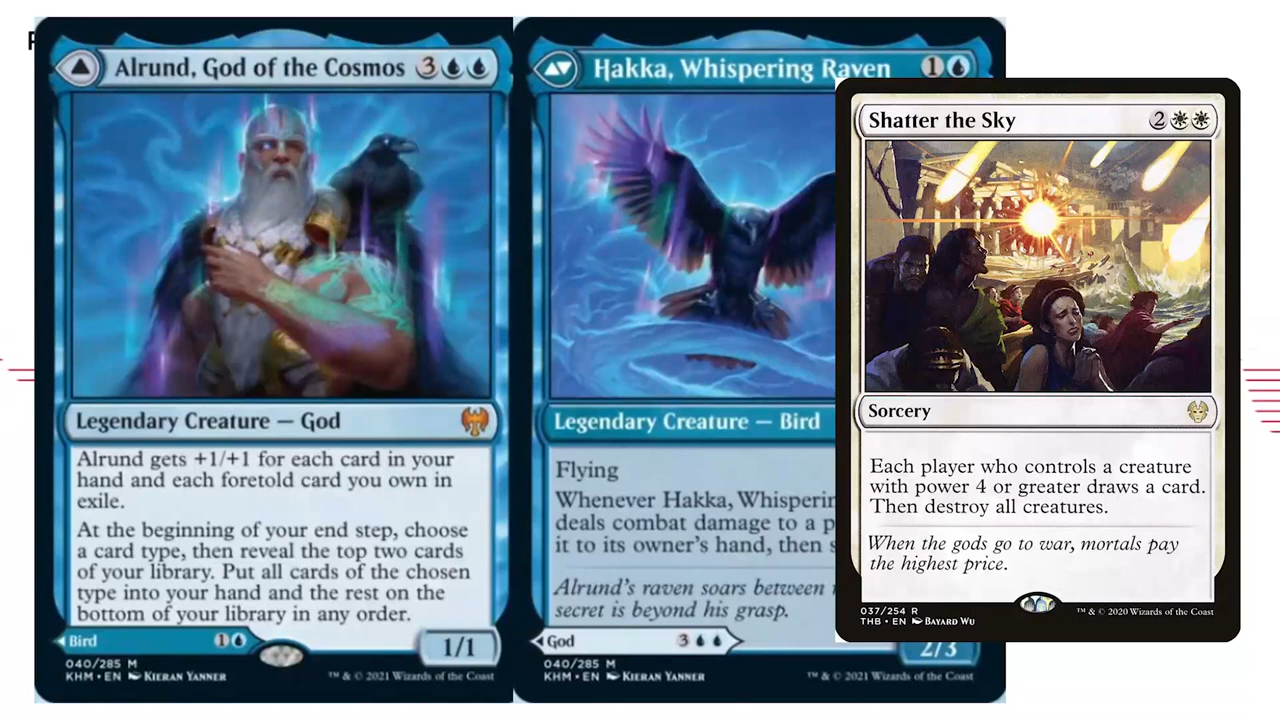 Alrund, God of the Cosmos 3
Alrund gets +1/+1 for each card in your
hand and each foretold card you own in
exile.
At the beginning of your end step, choose
a card type, then reveal the top two cards
of your library. Put all cards of the chosen
type into your hand and the rest on the
bottom of your library in any order.
Legendary Creature — God
Bird 1
1/1
040/285 M
KHM • EN KIERAN YANNER
™ & © 2021 Wizards of the Coast
Hakka, Whispering Raven 1
Legendary Creature — Bird
Flying
Whenever Hakka, Whisperin
deals combat damage to a p
it to its owner's hand, then s
Alrund's raven soars between
secret is beyond his grasp.
God 3
2/3
040/285 M
KHM • EN KIERAN YANNER
™ & © 2021 Wizards of the Coast
Shatter the Sky 2
Sorcery
Each player who controls a creature
with power 4 or greater draws a card.
Then destroy all creatures.
When the gods go to war, mortals pay
the highest price.
037/254 R
THB • EN BAYARD WU
™ & © 2020 Wizards of the Coast